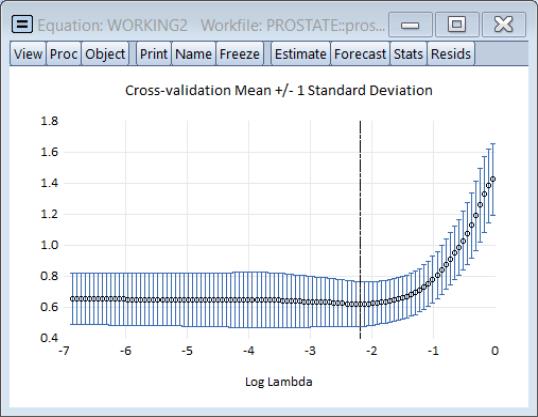 Equation: WORKING2 Workfile: PROSTATE::pros...
View Proc Object Print Name Freeze Estimate Forecast Stats Resids
Cross-validation Mean +/- 1 Standard Deviation
1.8
1.6
1.4
1.2
1.0
0.8
0.6
0.4
-7 -6 -5 -4 -3 -2 -1 0
Log Lambda